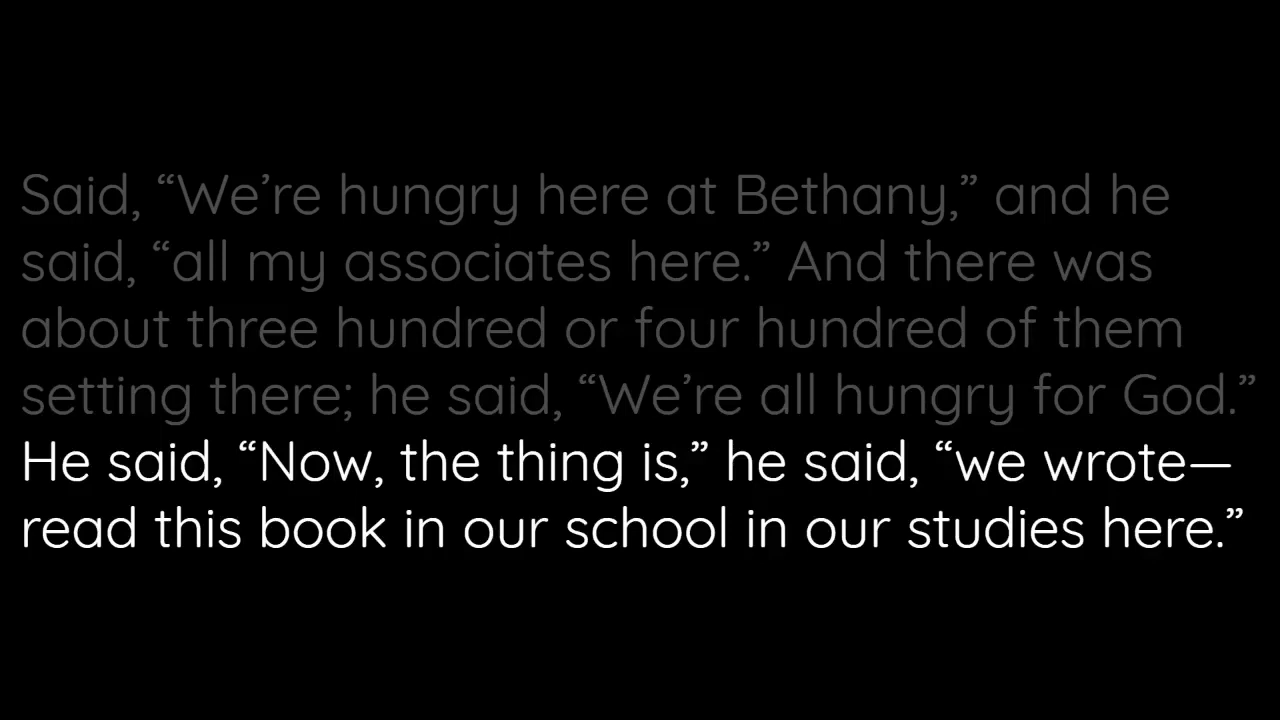 Said, “We’re hungry here at Bethany,” and he
said, “all my associates here.” And there was
about three hundred or four hundred of them
setting there; he said, “We’re all hungry for God.”
He said, “Now, the thing is,” he said, “we wrote—
read this book in our school in our studies here.”